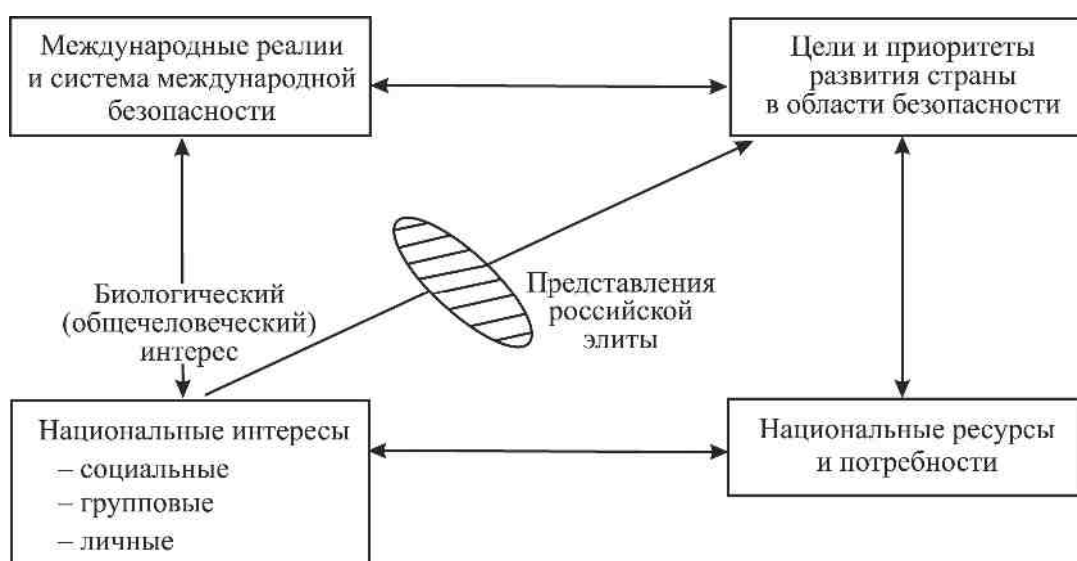 Международные реалии
и система международной
безопасности
Цели и приоритеты
развития страны
в области безопасности
Биологический
(общечеловеческий)
интерес
Представления
российской
элиты
Национальные интересы
– социальные
– групповые
– личные
Национальные ресурсы
и потребности